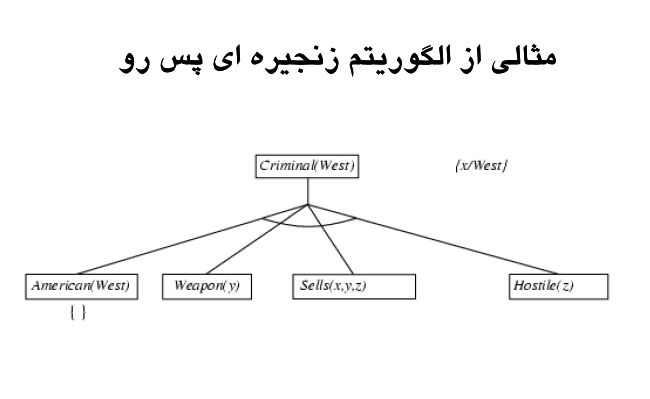 مثالی از الگوریتم زنجیره ای پس رو
Criminal(West) {x/West}
American(West) Weapon(y) Sells(x,y,z) Hostile(z)
{ }